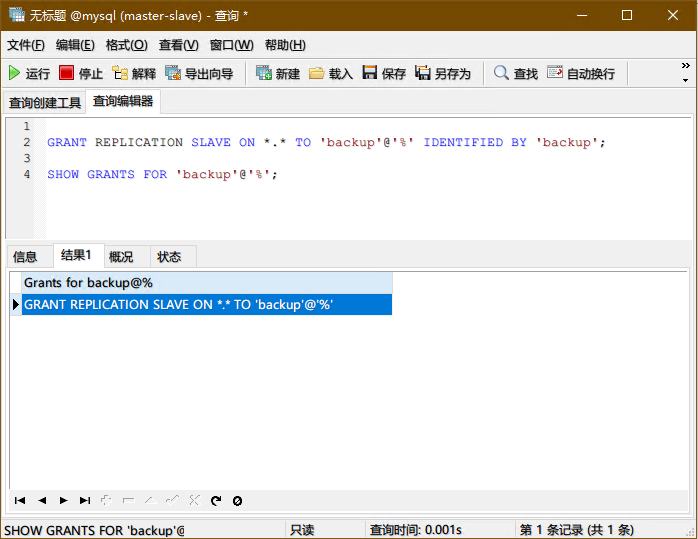 无标题 @mysql (master-slave) - 查询 *
文件(F) 编辑(E) 格式(O) 查看(V) 窗口(W) 帮助(H)
运行 停止 解释 导出向导 新建 载入 保存 另存为 查找 自动换行 »
查询创建工具 查询编辑器
1
2 GRANT REPLICATION SLAVE ON *.* TO 'backup'@'%' IDENTIFIED BY 'backup';
3
4 SHOW GRANTS FOR 'backup'@'%';
信息 结果1 概况 状态
Grants for backup@%
GRANT REPLICATION SLAVE ON *.* TO 'backup'@'%'
SHOW GRANTS FOR 'backup'@ 只读 查询时间: 0.001s 第 1 条记录 (共 1 条)